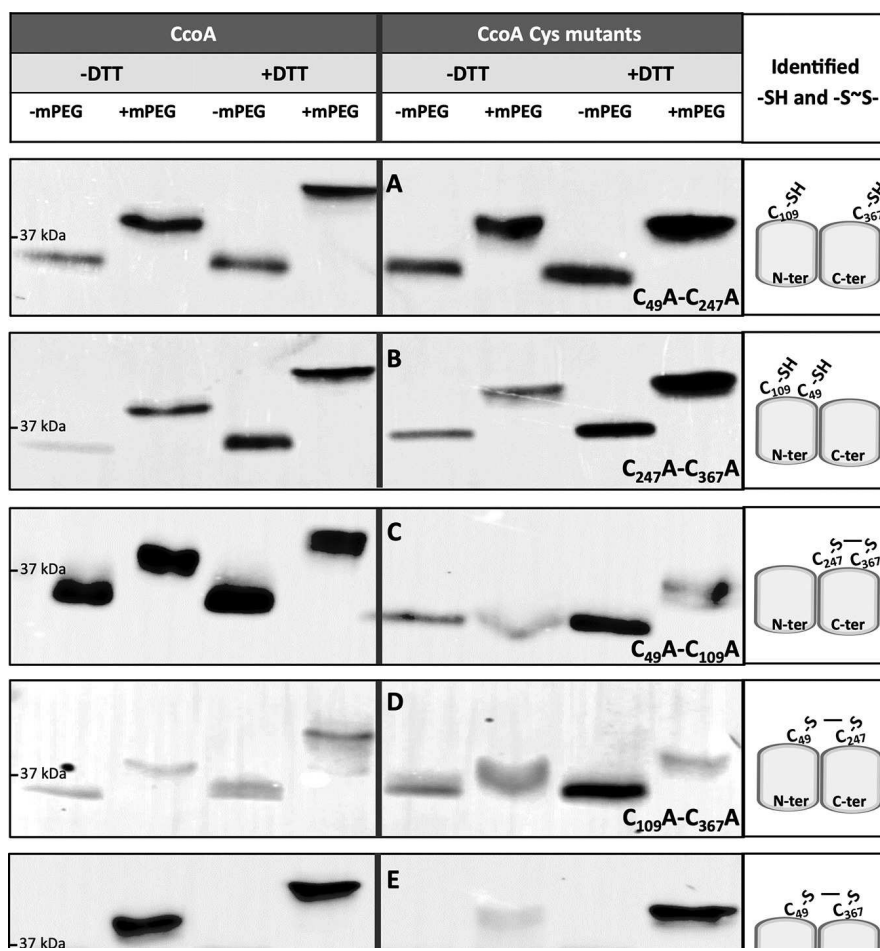 CcoA
CcoA Cys mutants
Identified
-SH and -S~S-
-DTT
+DTT
-DTT
+DTT
-mPEG
+mPEG
-mPEG
+mPEG
-mPEG
+mPEG
-mPEG
+mPEG
A
37 kDa
C49A-C247A
C109-SH
C367-SH
N-ter
C-ter
B
37 kDa
C247A-C367A
C109-SH
C49-SH
N-ter
C-ter
C
37 kDa
C49A-C109A
C247-S — C367-S
N-ter
C-ter
D
37 kDa
C109A-C367A
C49-S — C247-S
N-ter
C-ter
E
37 kDa
C49-S — C367-S